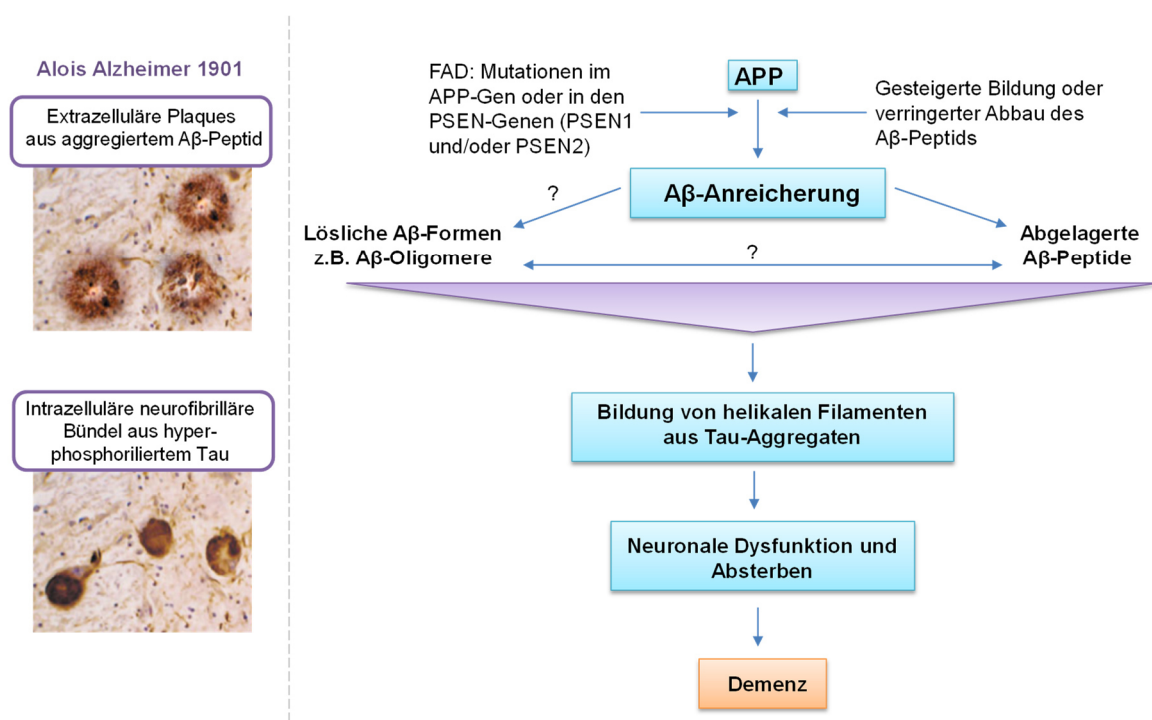 Alois Alzheimer 1901
Extrazelluläre Plaques
aus aggregiertem Aβ-Peptid
Intrazelluläre neurofibrilläre
Bündel aus hyper-
phosphoriliertem Tau
FAD: Mutationen im
APP-Gen oder in den
PSEN-Genen (PSEN1
und/oder PSEN2)
APP
Gesteigerte Bildung oder
verringerter Abbau des
Aβ-Peptids
Aβ-Anreicherung
?
Lösliche Aβ-Formen
z.B. Aβ-Oligomere
?
Abgelagerte
Aβ-Peptide
Bildung von helikalen Filamenten
aus Tau-Aggregaten
Neuronale Dysfunktion und
Absterben
Demenz